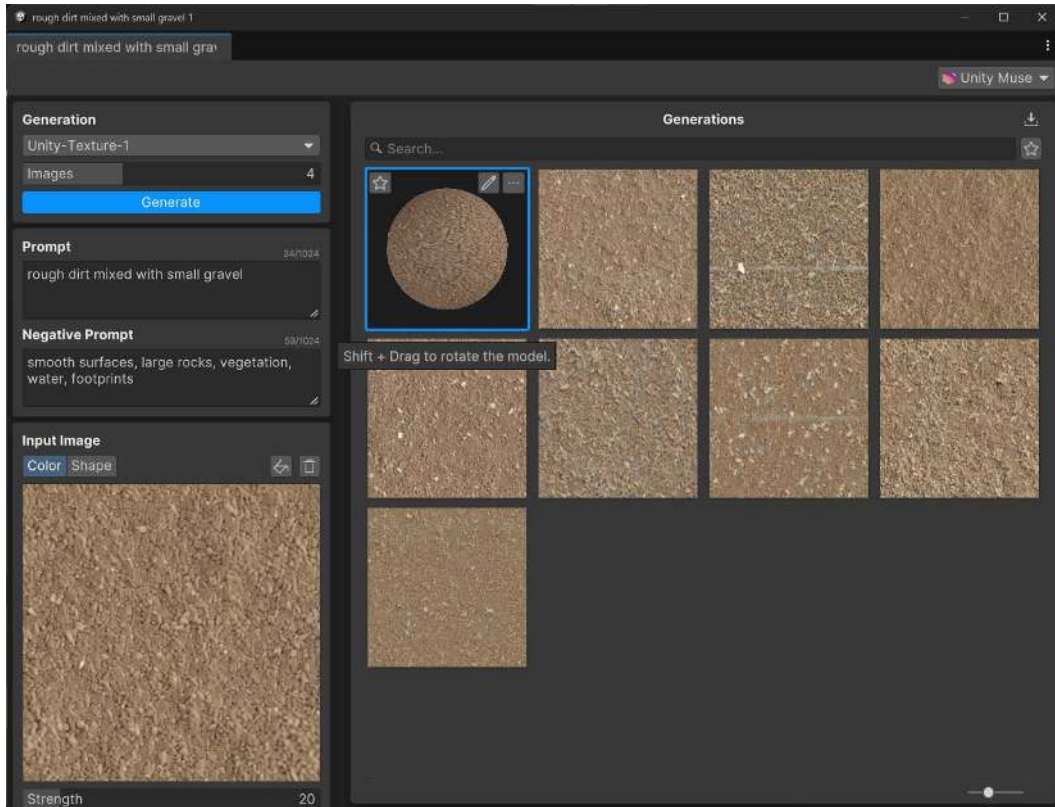 rough dirt mixed with small gravel 1
rough dirt mixed with small grav
Unity Muse
Generation
Unity-Texture-1
Images 4
Generate
Prompt 34/1024
rough dirt mixed with small gravel
Negative Prompt 59/1024
smooth surfaces, large rocks, vegetation,
water, footprints
Input Image
Color Shape
Strength 20
Generations
Search...
Shift + Drag to rotate the model.